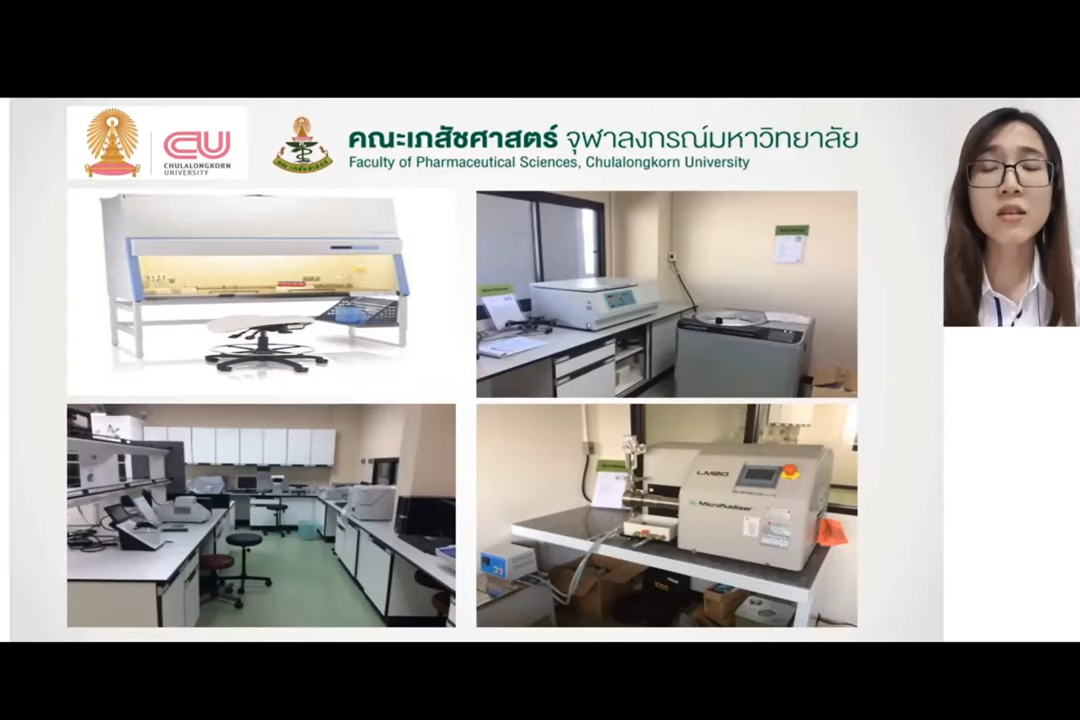 CU
CHULALONGKORN
UNIVERSITY
คณะเภสัชศาสตร์ จุฬาลงกรณ์มหาวิทยาลัย
Faculty of Pharmaceutical Sciences, Chulalongkorn University
LM20
Microfluidizer